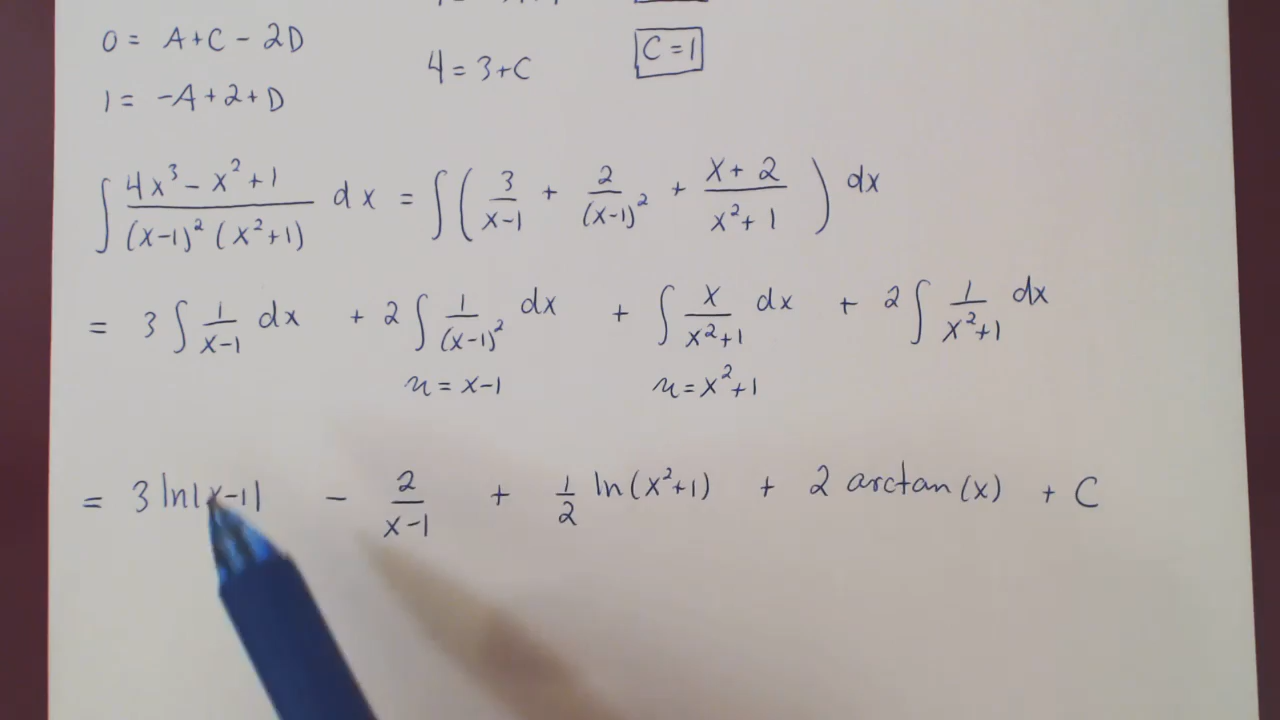 0 = A+C - 2D
C = 1
4 = 3+C
1 = -A+2+D
∫ (4x³ - x² + 1)/((x-1)² (x²+1)) dx = ∫ ( 3/(x-1) + 2/(x-1)² + (x+2)/(x²+1) ) dx
= 3 ∫ 1/(x-1) dx + 2 ∫ 1/(x-1)² dx + ∫ x/(x²+1) dx + 2 ∫ 1/(x²+1) dx
u = x-1 u = x²+1
= 3 ln|x-1| - 2/(x-1) + 1/2 ln(x²+1) + 2 arctan(x) + C